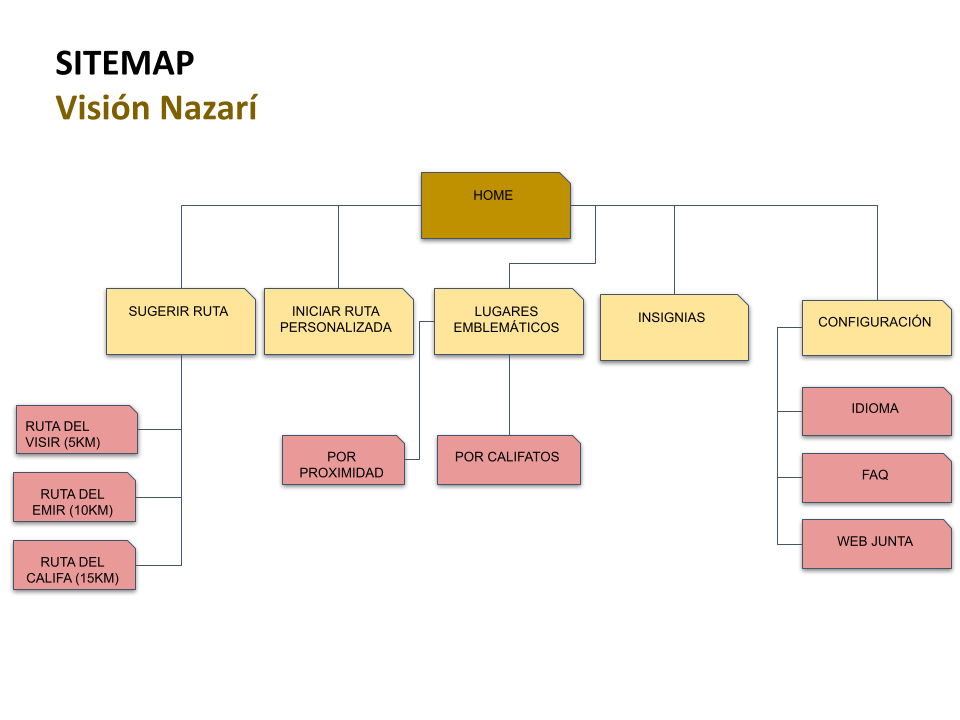 SITEMAP
Visión Nazarí
HOME
SUGERIR RUTA
INICIAR RUTA
PERSONALIZADA
LUGARES
EMBLEMÁTICOS
INSIGNIAS
CONFIGURACIÓN
RUTA DEL
VISIR (5KM)
RUTA DEL
EMIR (10KM)
RUTA DEL
CALIFA (15KM)
POR
PROXIMIDAD
POR CALIFATOS
IDIOMA
FAQ
WEB JUNTA